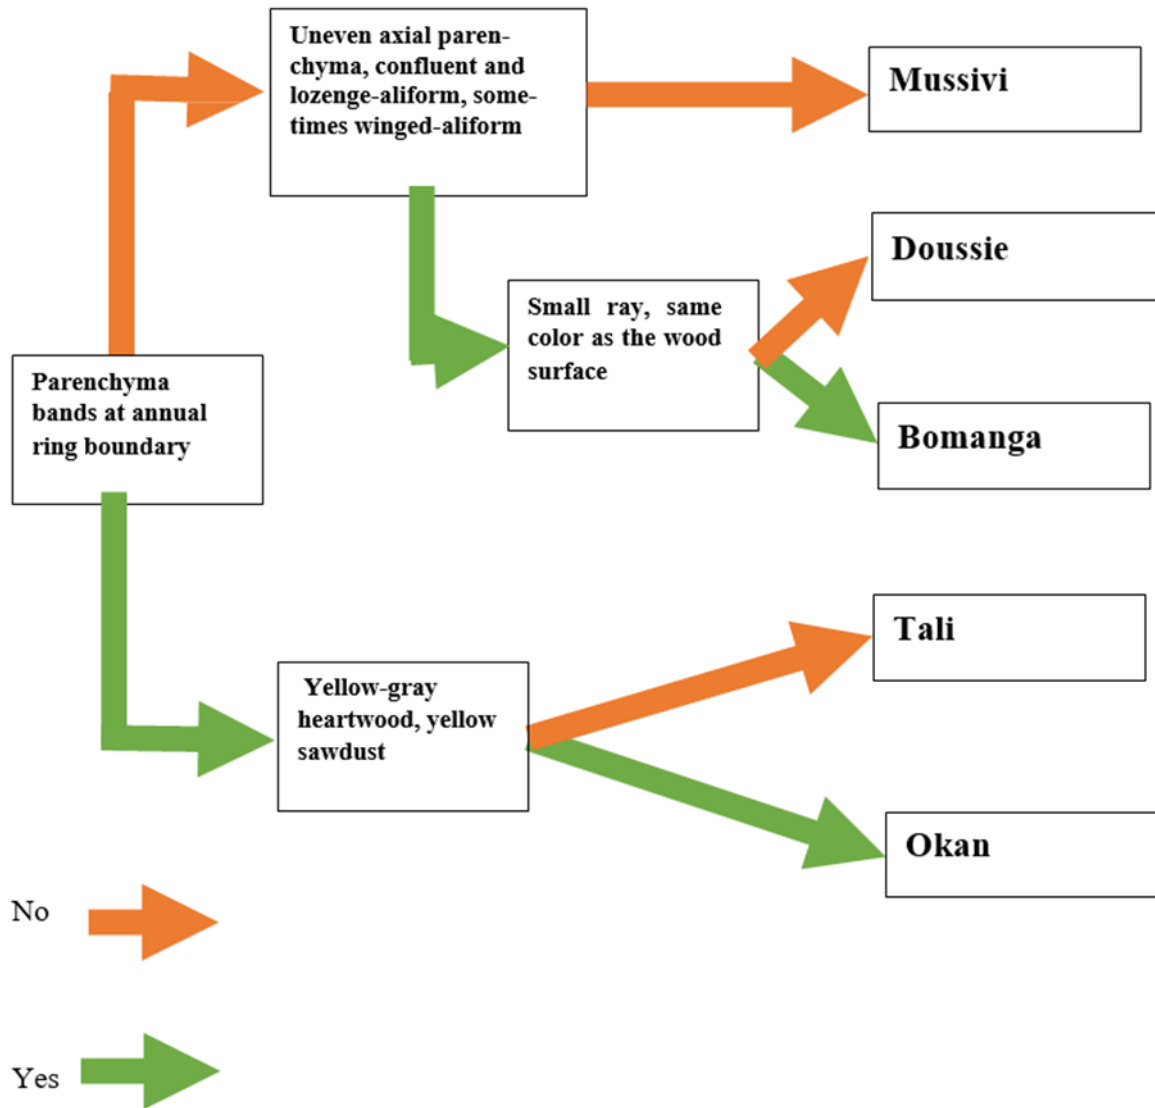 Uneven axial paren-
chyma, confluent and
lozenge-aliform, some-
times winged-aliform
Mussivi
Doussie
Small ray, same
color as the wood
surface
Parenchyma
bands at annual
ring boundary
Bomanga
Tali
Yellow-gray
heartwood, yellow
sawdust
Okan
No
Yes